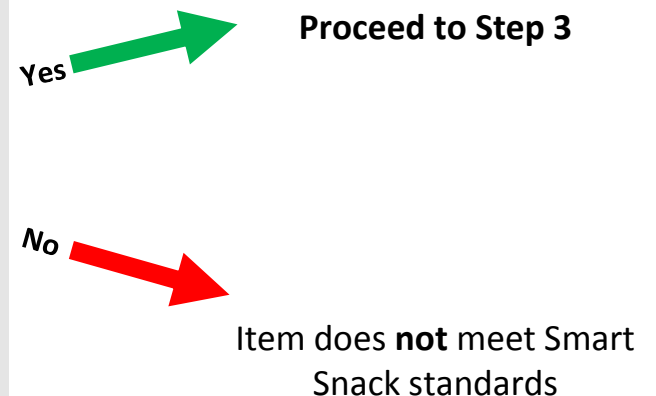 Proceed to Step 3
Yes
No
Item does not meet Smart
Snack standards